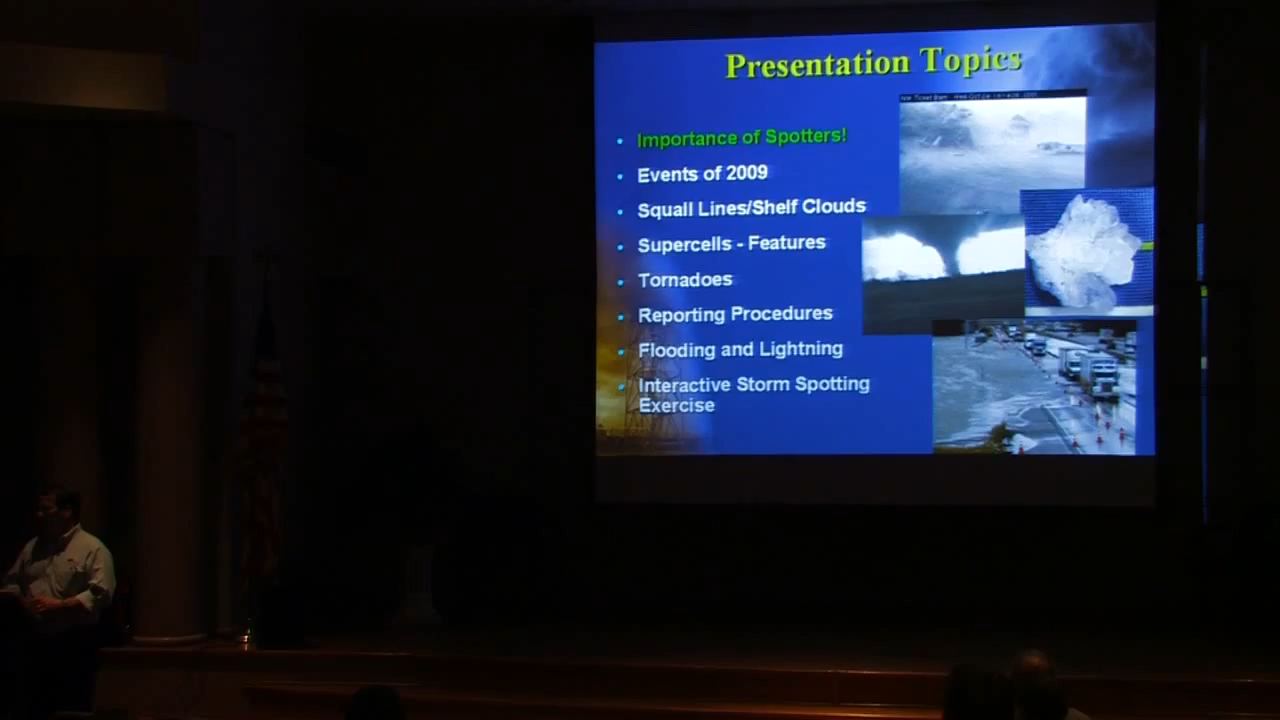 Presentation Topics
• Importance of Spotters!
• Events of 2009
• Squall Lines/Shelf Clouds
• Supercells - Features
• Tornadoes
• Reporting Procedures
• Flooding and Lightning
• Interactive Storm Spotting
Exercise